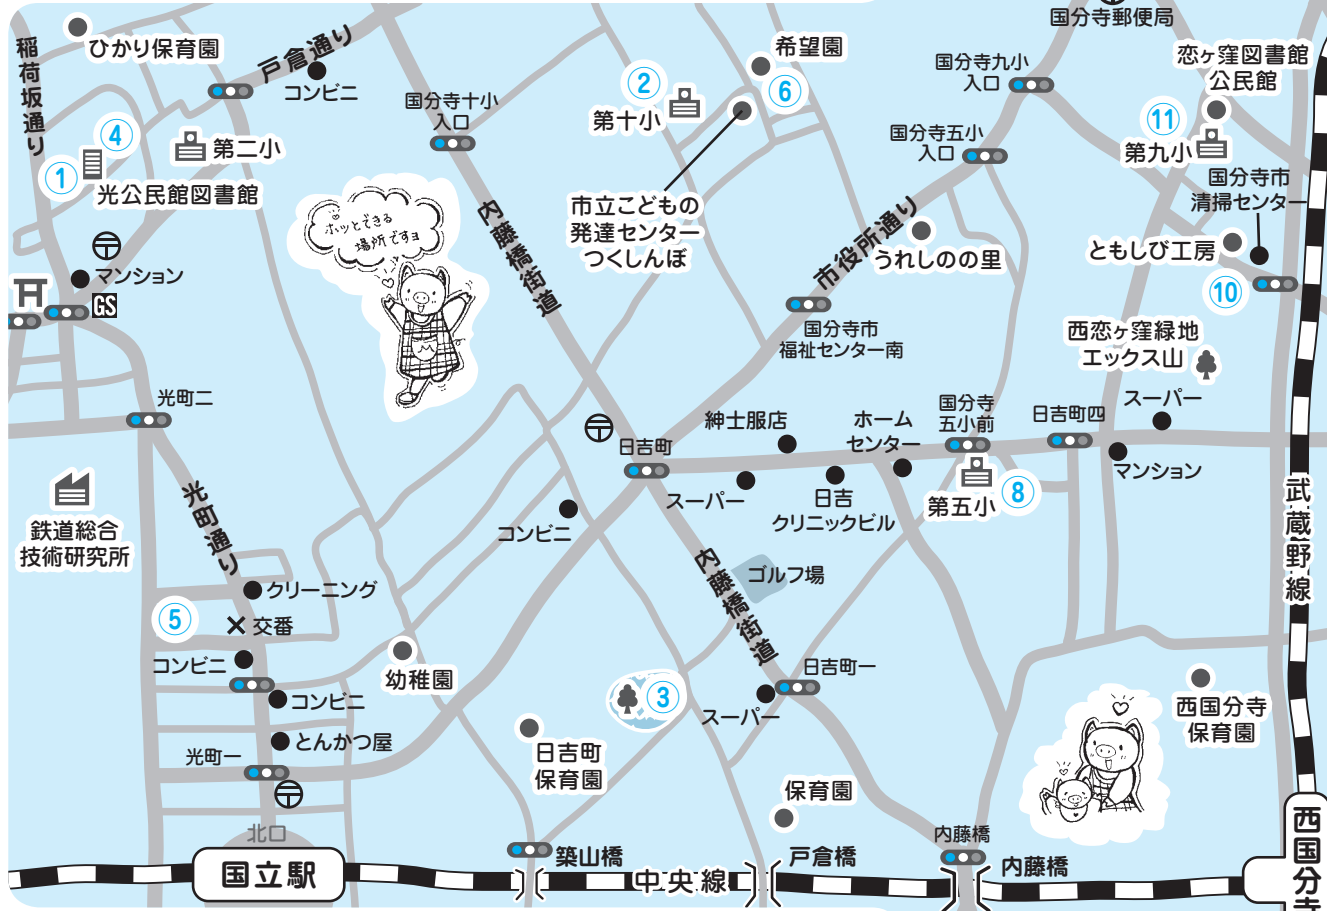 国分寺郵便局
稲荷坂通り
ひかり保育園
戸倉通り
コンビニ
国分寺十小
入口
希望園
②
第十小
⑥
国分寺九小
入口
恋ヶ窪図書館
公民館
④
①
第二小
光公民館図書館
国分寺五小
入口
⑪
第九小
国分寺市
清掃センター
ホッとできる
場所ですヨ
内藤橋街道
市立こどもの
発達センター
つくしんぼ
市役所通り
うれしのの里
ともしび工房
⑩
マンション
GS
国分寺市
福祉センター南
西恋ヶ窪緑地
エックス山
光町二
日吉町
紳士服店
ホーム
センター
国分寺
五小前
日吉町四
スーパー
マンション
スーパー
日吉
クリニックビル
第五小
⑧
鉄道総合
技術研究所
光町通り
コンビニ
武蔵野線
内藤橋街道
ゴルフ場
クリーニング
⑤
交番
コンビニ
コンビニ
幼稚園
③
日吉町一
スーパー
西国分寺
保育園
とんかつ屋
光町一
日吉町
保育園
保育園
北口
国立駅
築山橋
中央線
戸倉橋
内藤橋
内藤橋
西国分寺